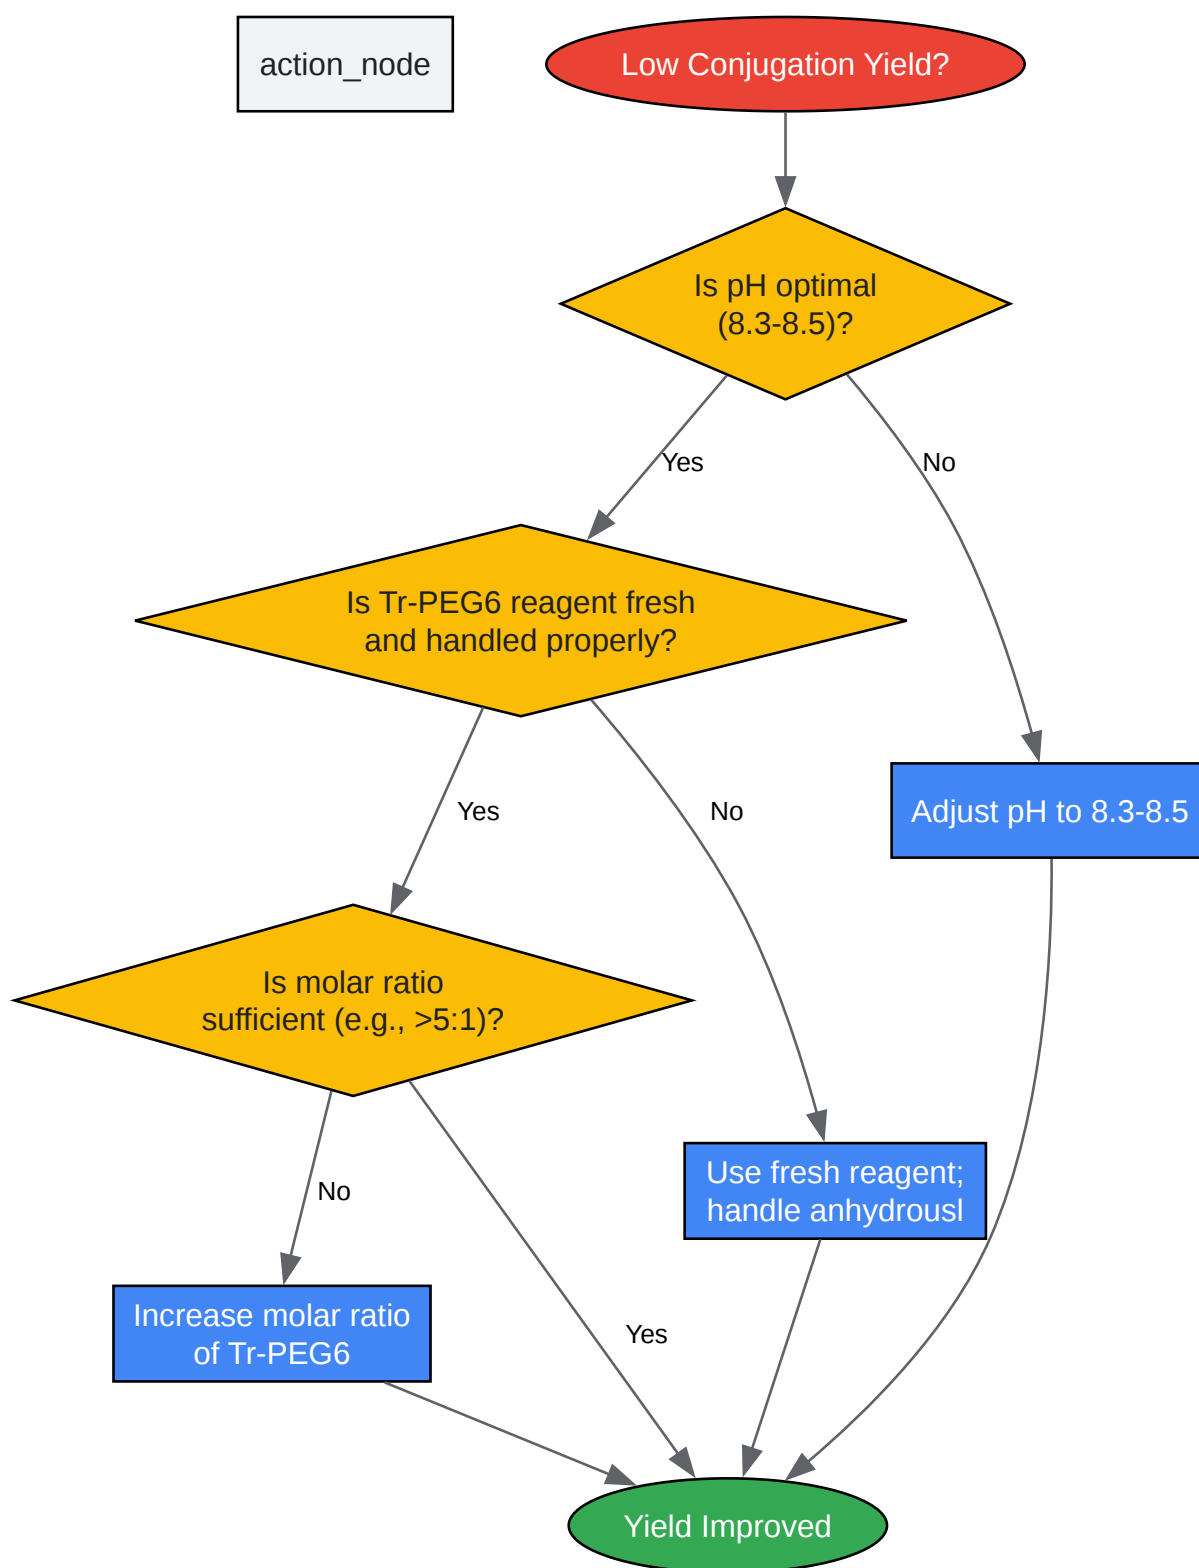 action_node
Low Conjugation Yield?
Is pH optimal
(8.3-8.5)?
Yes
No
Is Tr-PEG6 reagent fresh
and handled properly?
Yes
No
Adjust pH to 8.3-8.5
Is molar ratio
sufficient (e.g., >5:1)?
No
Yes
Use fresh reagent;
handle anhydrousl
Increase molar ratio
of Tr-PEG6
Yield Improved